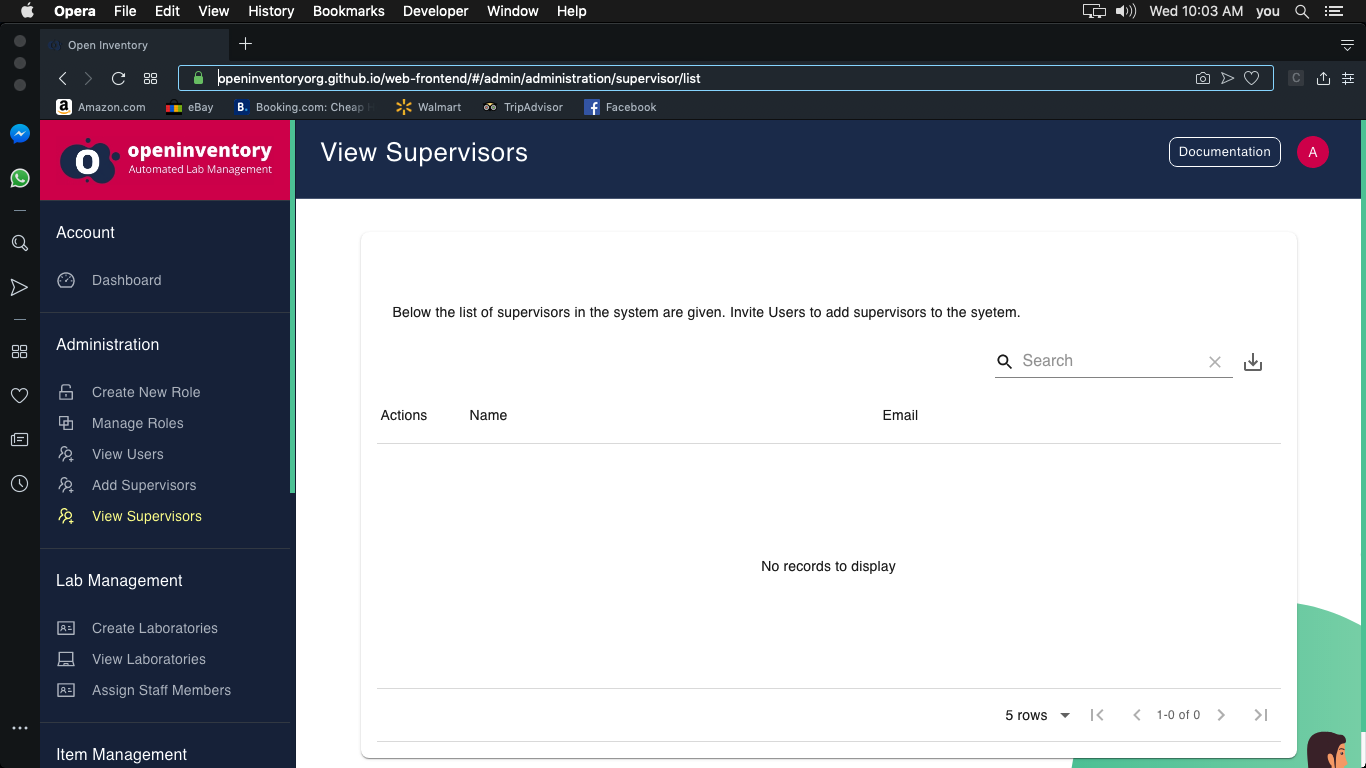 Opera File Edit View History Bookmarks Developer Window Help Wed 10:03 AM you
Open Inventory
openinventoryorg.github.io/web-frontend/#/admin/administration/supervisor/list
Amazon.com eBay Booking.com: Cheap Walmart TripAdvisor Facebook
openinventory
Automated Lab Management
View Supervisors
Documentation
A
Account
Dashboard
Administration
Create New Role
Manage Roles
View Users
Add Supervisors
View Supervisors
Lab Management
Create Laboratories
View Laboratories
Assign Staff Members
Item Management
Below the list of supervisors in the system are given. Invite Users to add supervisors to the syetem.
Search
Actions Name Email
No records to display
5 rows 1-0 of 0